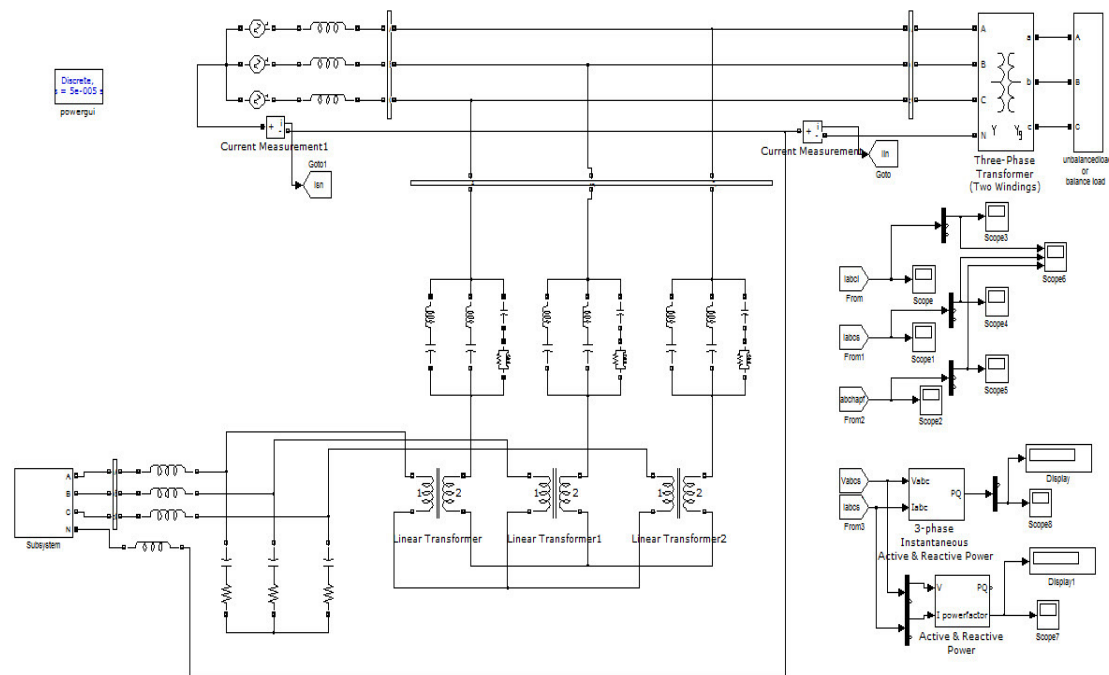 Discrete,
s = 5e-005 s
powergui
+
-
i
Current Measurement1
Goto1
Isn
+
-
i
Current Measurement
Goto
A
B
C
N
a
b
c
Y
Yg
Three-Phase
Transformer
(Two Windings)
A
B
C
unbalancedloa
or
balance load
Scope3
Scope6
From
Scope
Scope4
Iabcs
From1
Scope1
Scope5
abchapf
From2
Scope2
A
B
C
N
Subsystem
1
2
Linear Transformer
1
2
Linear Transformer1
1
2
Linear Transformer2
Vabcs
Iabcs
From3
Vabc
Iabc
PQ
3-phase
Instantaneous
Active & Reactive Power
Display
Scope8
V
PQ
I powerfactor
Active & Reactive
Power
Display1
Scope7